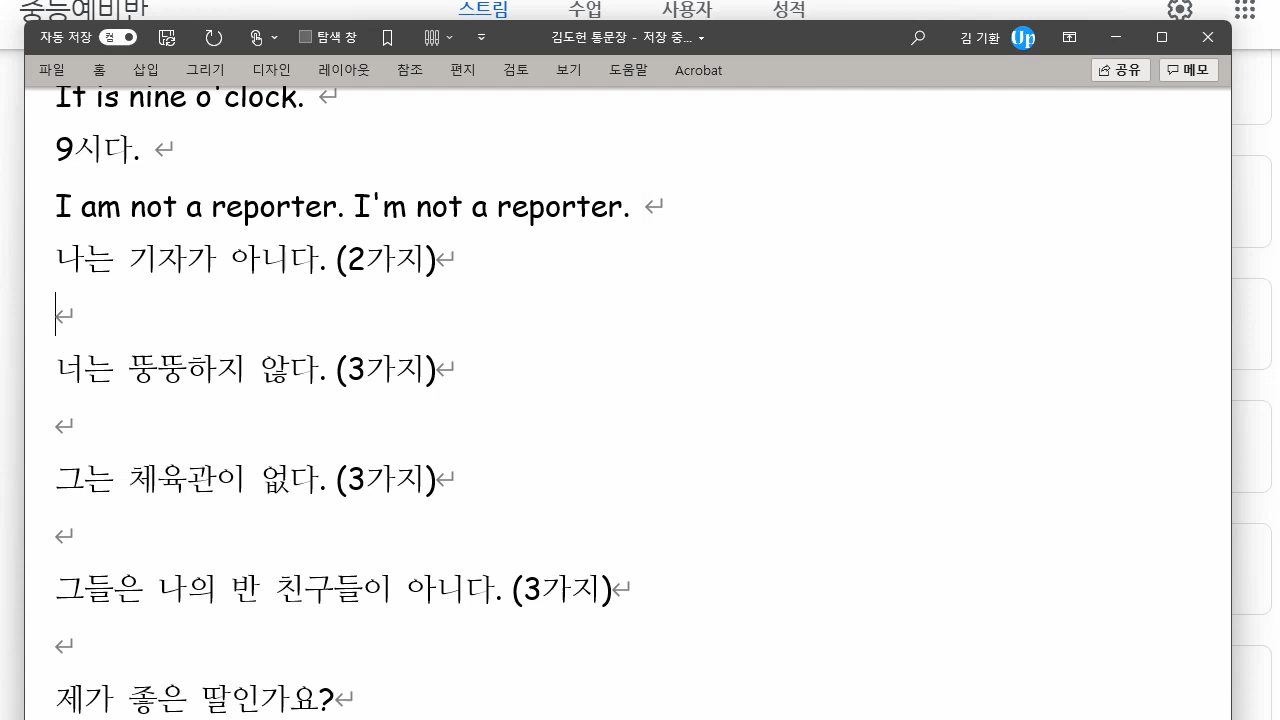 중등예비반
스트림 수업 사용자 성적
자동 저장 컴 탐색 창 김도헌 통문장 - 저장 중... 김 기환 Up
파일 홈 삽입 그리기 디자인 레이아웃 참조 편지 검토 보기 도움말 Acrobat 공유 메모
It is nine o'clock.
9시다.
I am not a reporter. I'm not a reporter.
나는 기자가 아니다. (2가지)
너는 뚱뚱하지 않다. (3가지)
그는 체육관이 없다. (3가지)
그들은 나의 반 친구들이 아니다. (3가지)
제가 좋은 딸인가요?